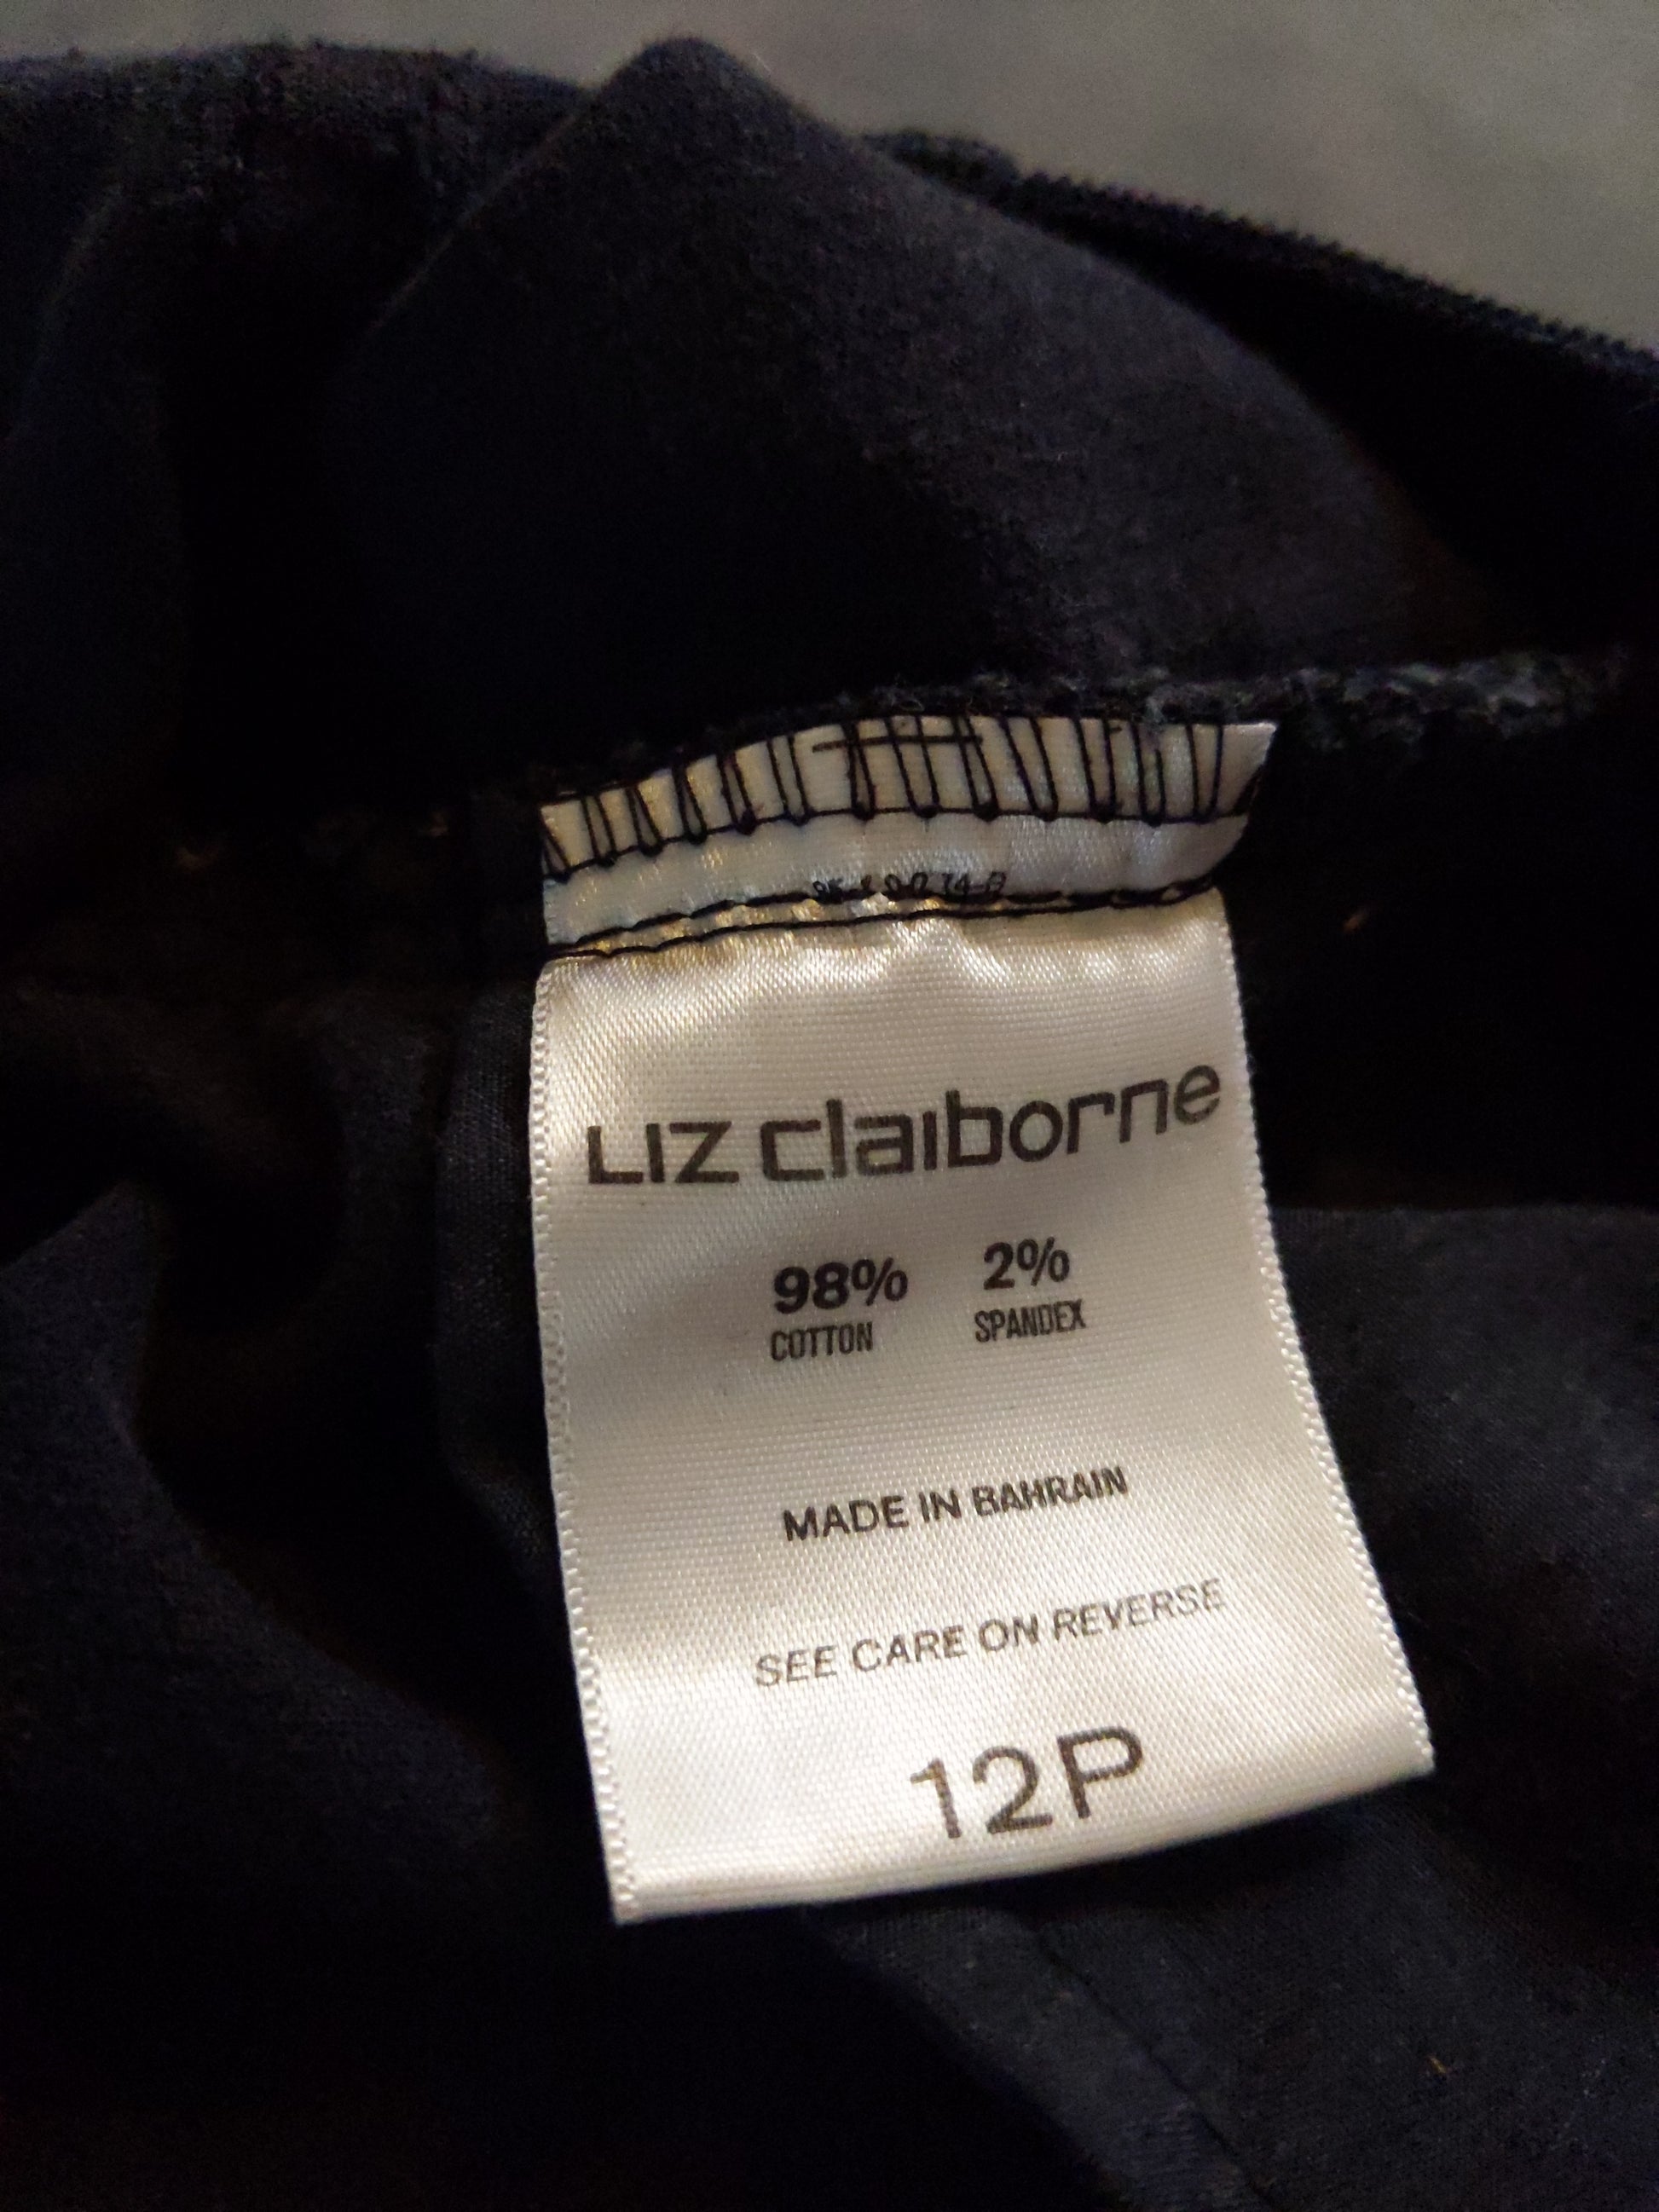 Liz claiborne
98% 2%
COTTON SPANDEX
MADE IN BAHRAIN
SEE CARE ON REVERSE
12P